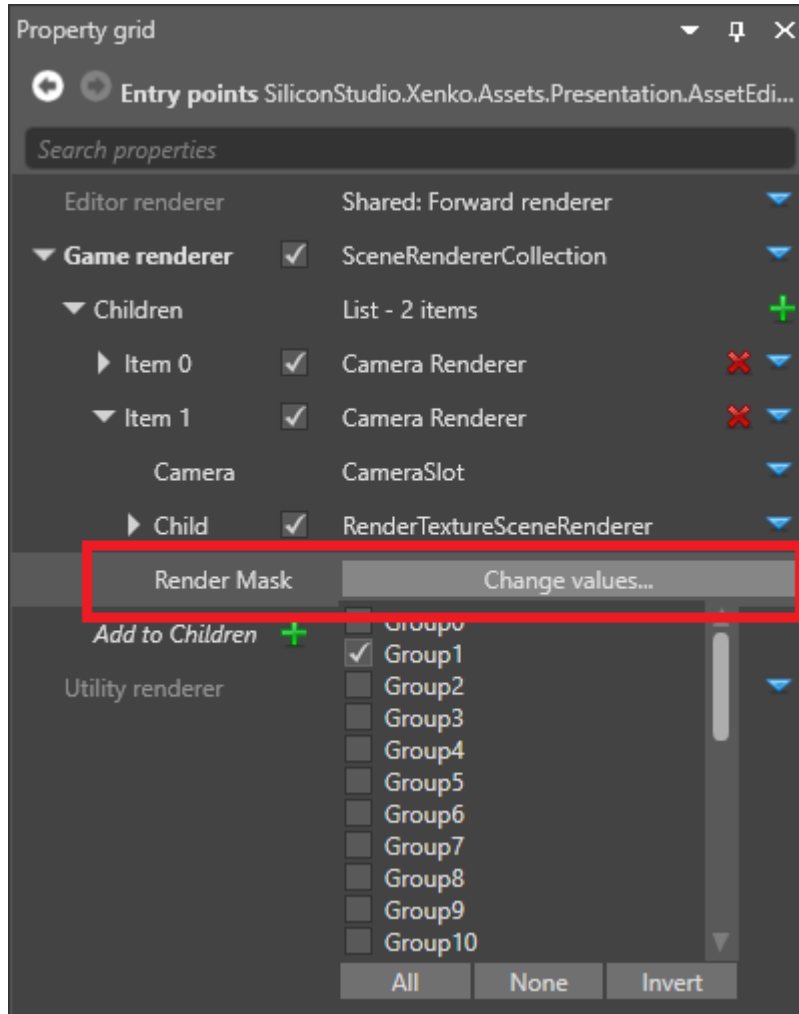 Property grid
Entry points SiliconStudio.Xenko.Assets.Presentation.AssetEdi...
Search properties
Editor renderer Shared: Forward renderer
Game renderer SceneRendererCollection
Children List - 2 items
Item 0 Camera Renderer
Item 1 Camera Renderer
Camera CameraSlot
Child RenderTextureSceneRenderer
Render Mask Change values...
Group0
Add to Children
Group1
Group2
Utility renderer
Group3
Group4
Group5
Group6
Group7
Group8
Group9
Group10
All None Invert